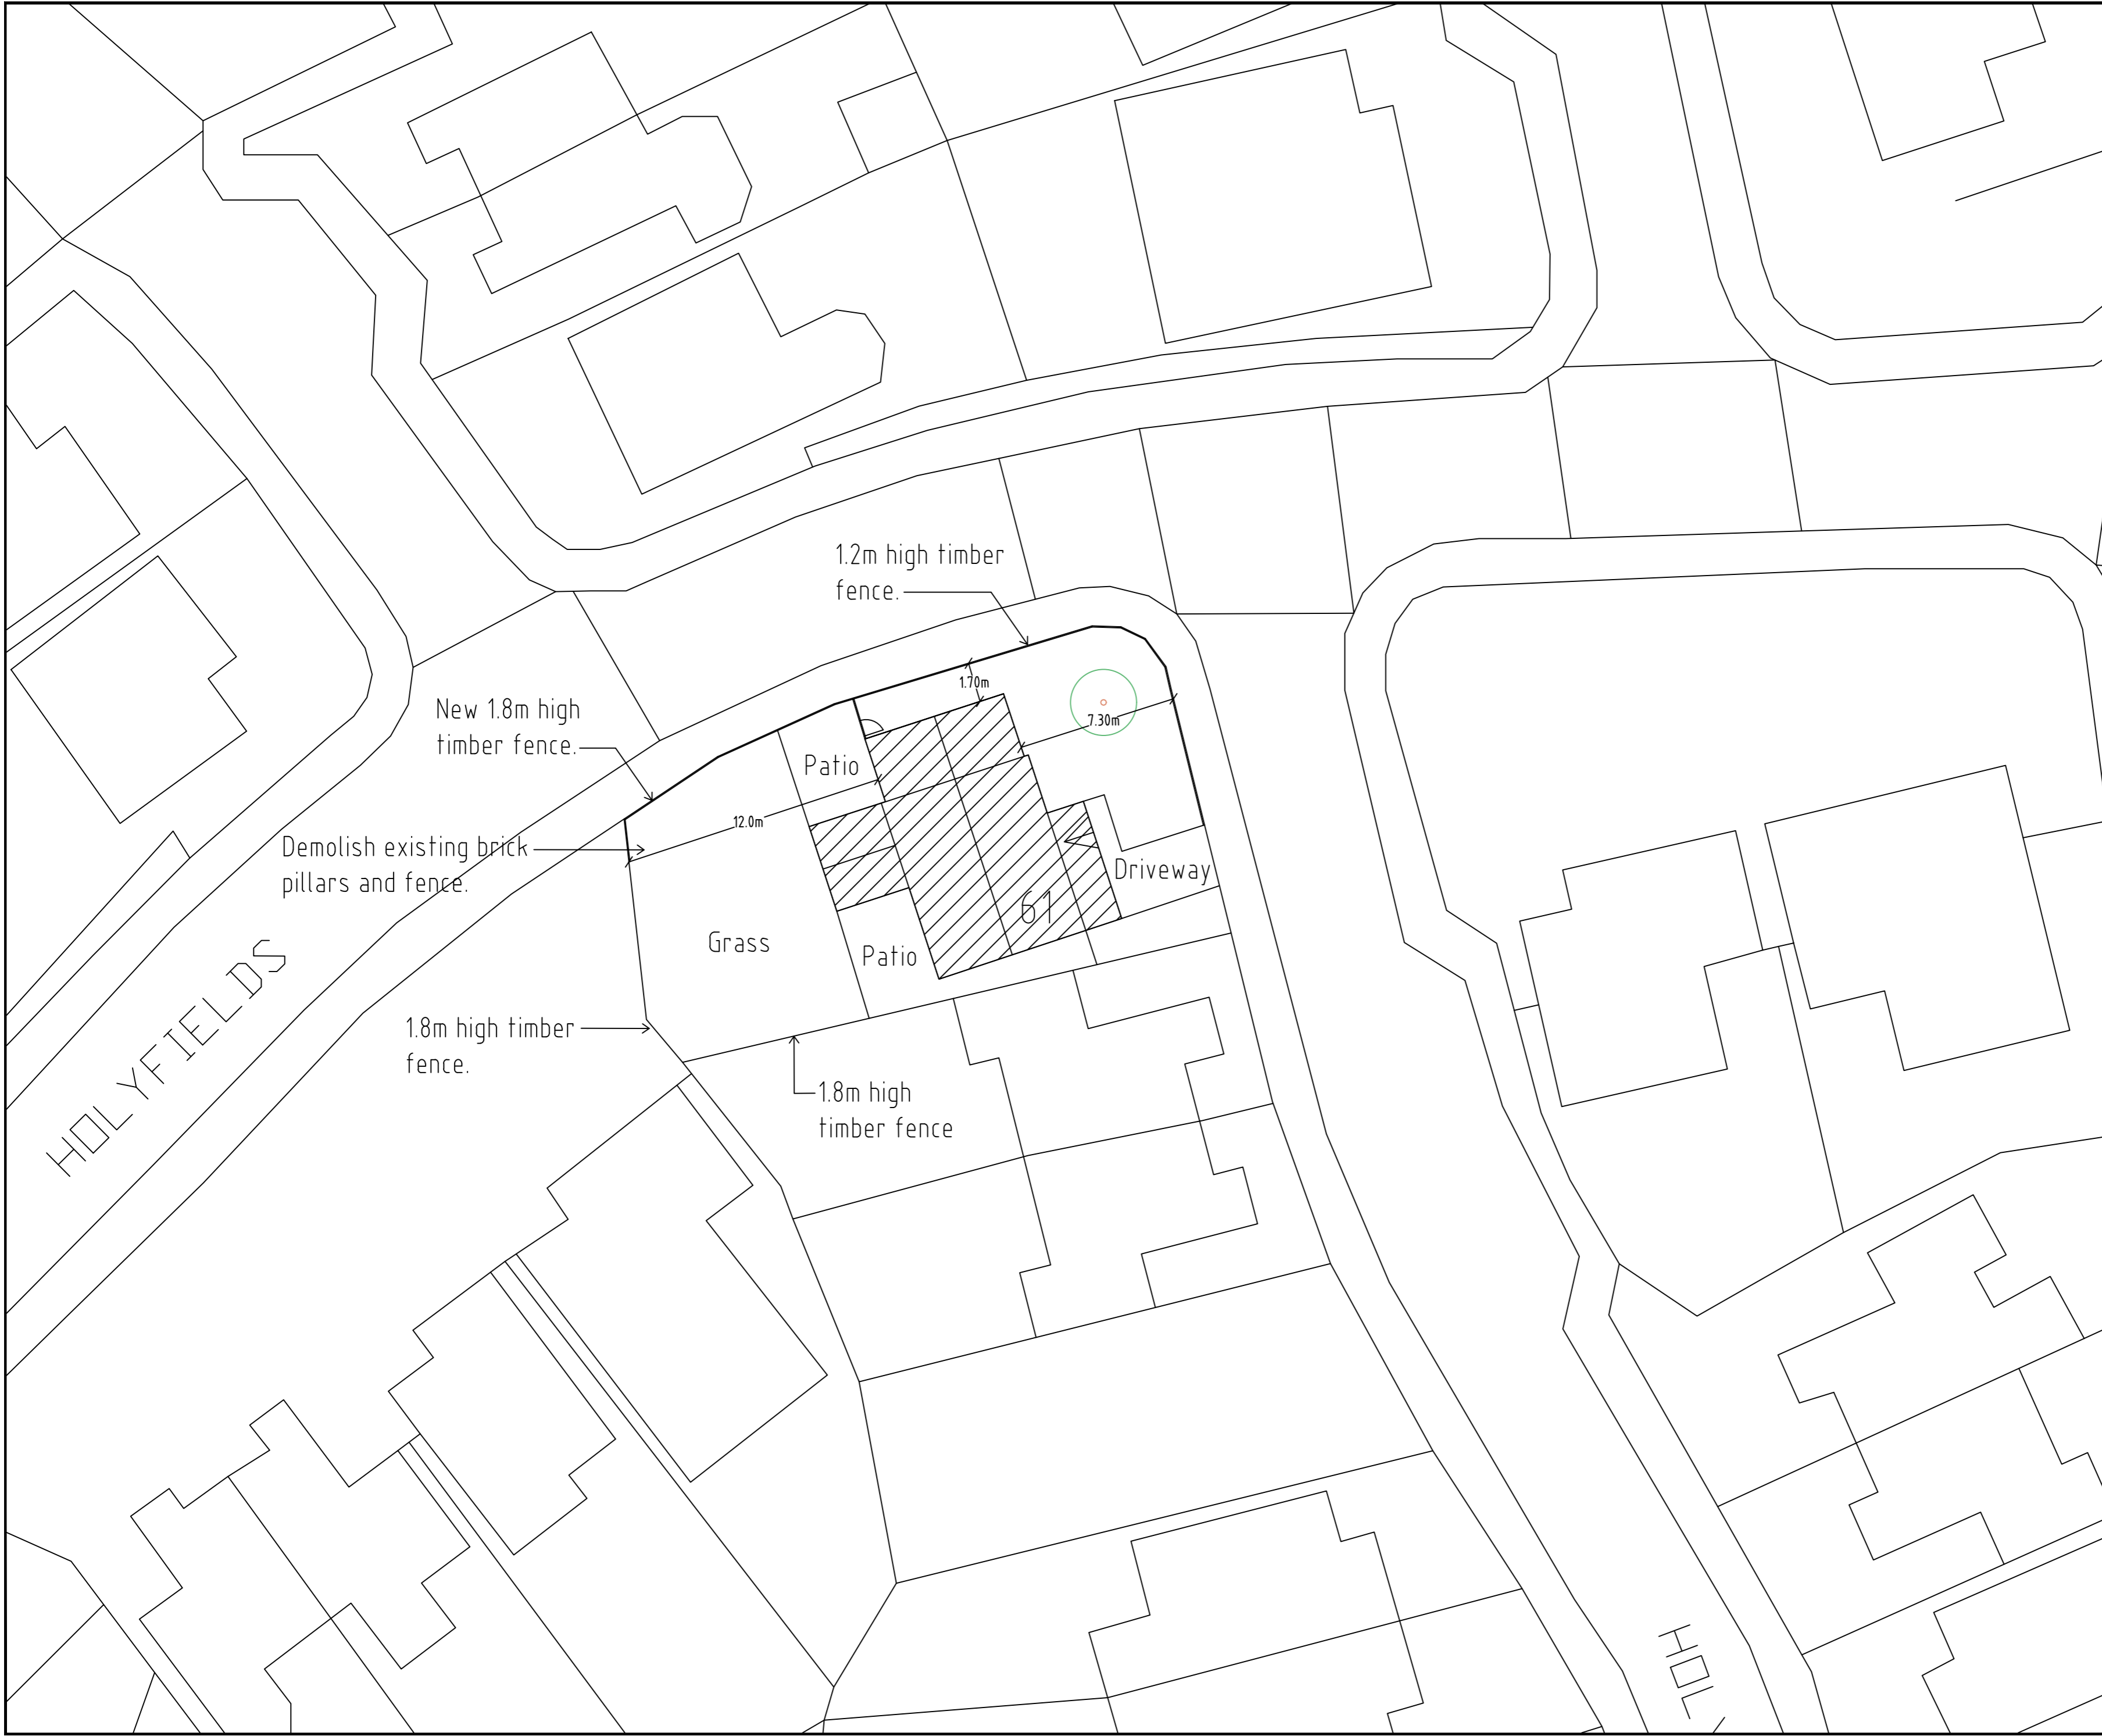 1.2m high timber
fence.
1.70m
New 1.8m high
timber fence.
7.30m
Patio
12.0m
Demolish existing brick
pillars and fence.
Driveway
61
Grass
Patio
HOLYFIELDS
1.8m high timber
fence.
1.8m high
timber fence
HOL